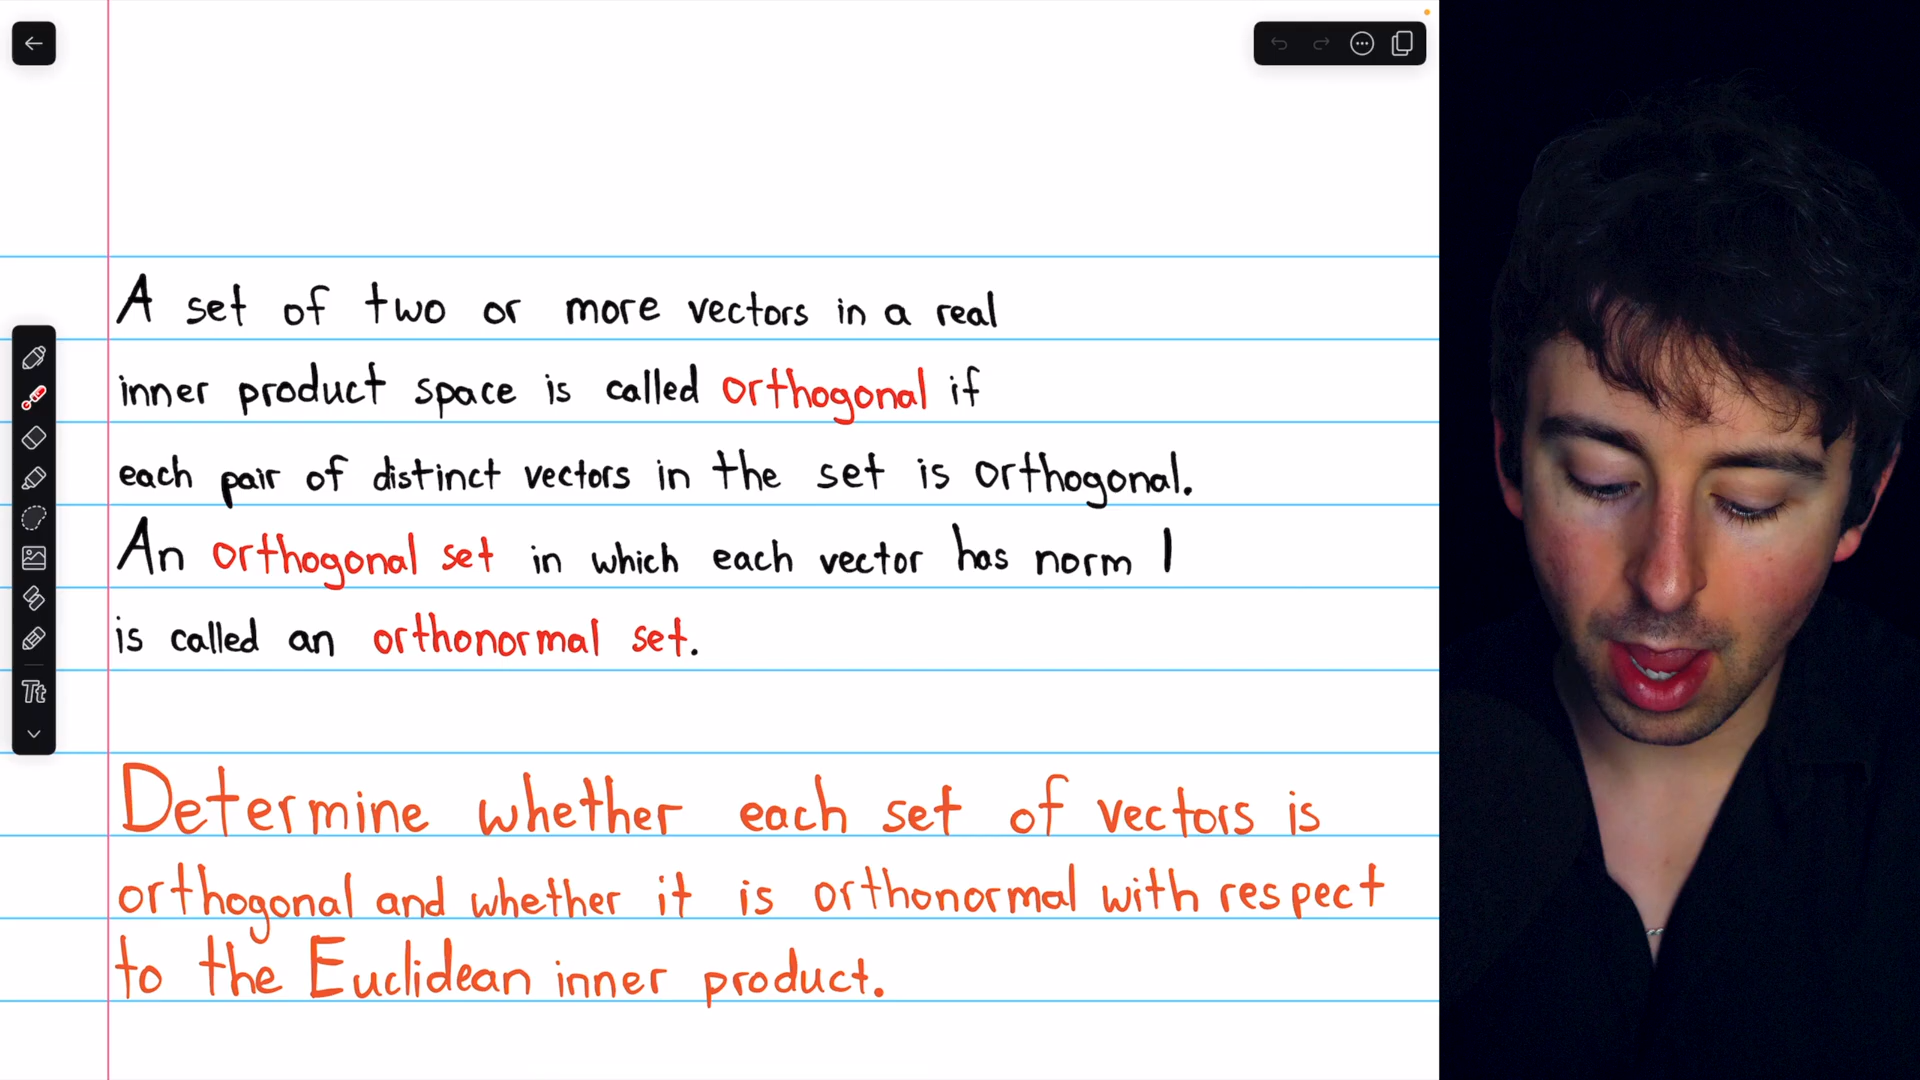 A set of two or more vectors in a real
inner product space is called orthogonal if
each pair of distinct vectors in the set is orthogonal.
An orthogonal set in which each vector has norm 1
is called an orthonormal set.
Tt
Determine whether each set of vectors is
orthogonal and whether it is orthonormal with respect
to the Euclidean inner product.